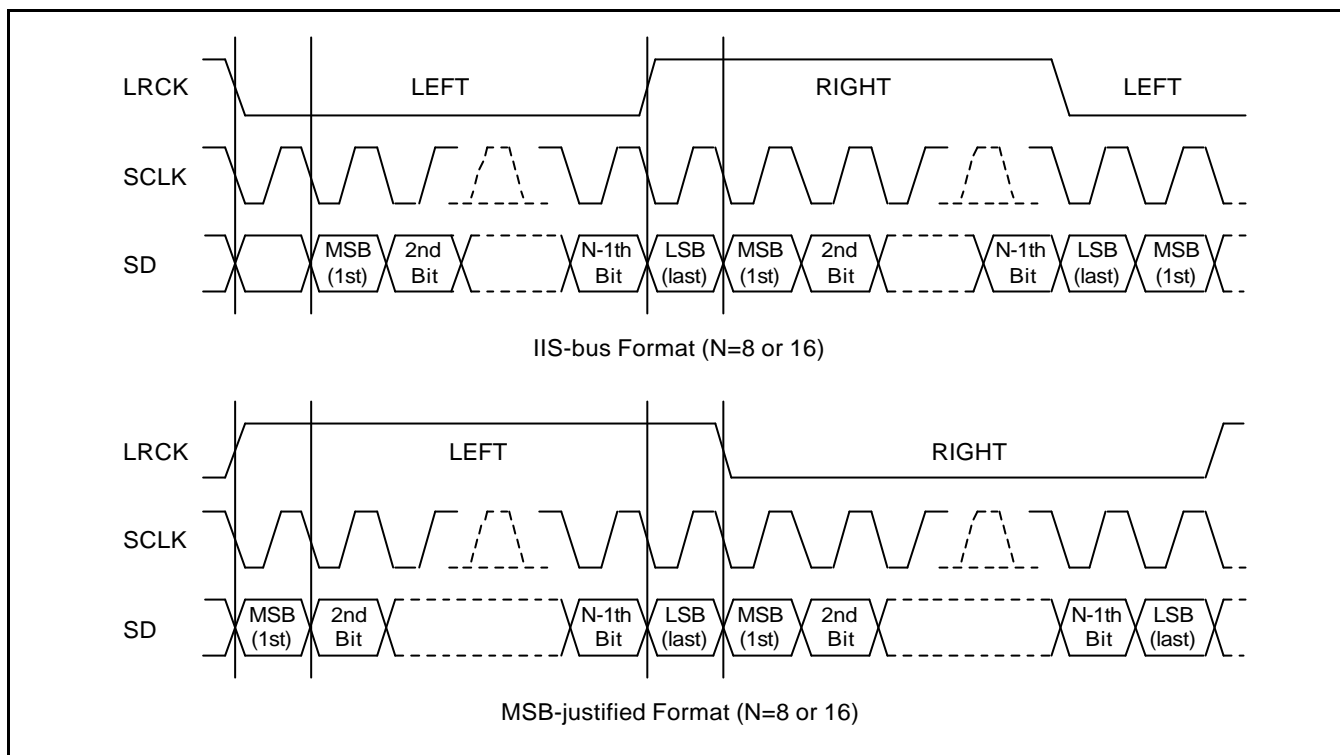 LRCK LEFT RIGHT LEFT
SCLK
SD MSB (1st) 2nd Bit N-1th Bit LSB (last) MSB (1st) 2nd Bit N-1th Bit LSB (last) MSB (1st)
IIS-bus Format (N=8 or 16)
LRCK LEFT RIGHT
SCLK
SD MSB (1st) 2nd Bit N-1th Bit LSB (last) MSB (1st) 2nd Bit N-1th Bit LSB (last)
MSB-justified Format (N=8 or 16)